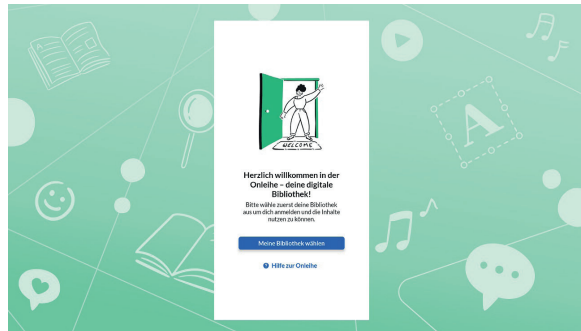 WELCOME
Herzlich willkommen in der
Onleihe – deine digitale
Bibliothek!
Bitte wähle zuerst deine Bibliothek
aus um dich anmelden und die Inhalte
nutzen zu können.
Meine Bibliothek wählen
Hilfe zur Onleihe
A
A